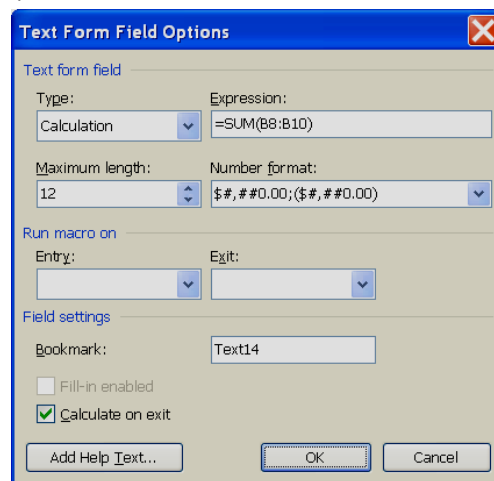 Text Form Field Options
Text form field
Type: Expression:
Calculation =SUM(B8:B10)
Maximum length: Number format:
12 $#,##0.00;($#,##0.00)
Run macro on
Entry: Exit:
Field settings
Bookmark: Text14
Fill-in enabled
Calculate on exit
Add Help Text... OK Cancel